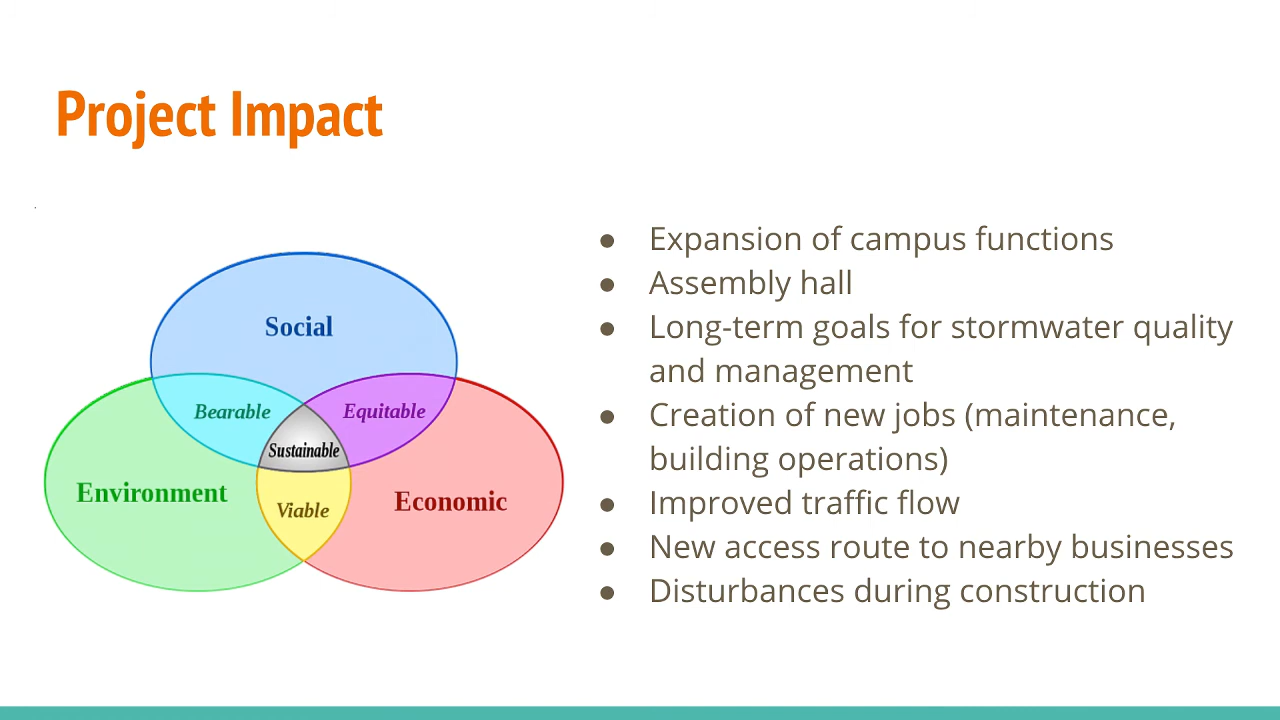 Project Impact
Social
Bearable
Equitable
Sustainable
Environment
Viable
Economic
● Expansion of campus functions
● Assembly hall
● Long-term goals for stormwater quality
and management
● Creation of new jobs (maintenance,
building operations)
● Improved traffic flow
● New access route to nearby businesses
● Disturbances during construction